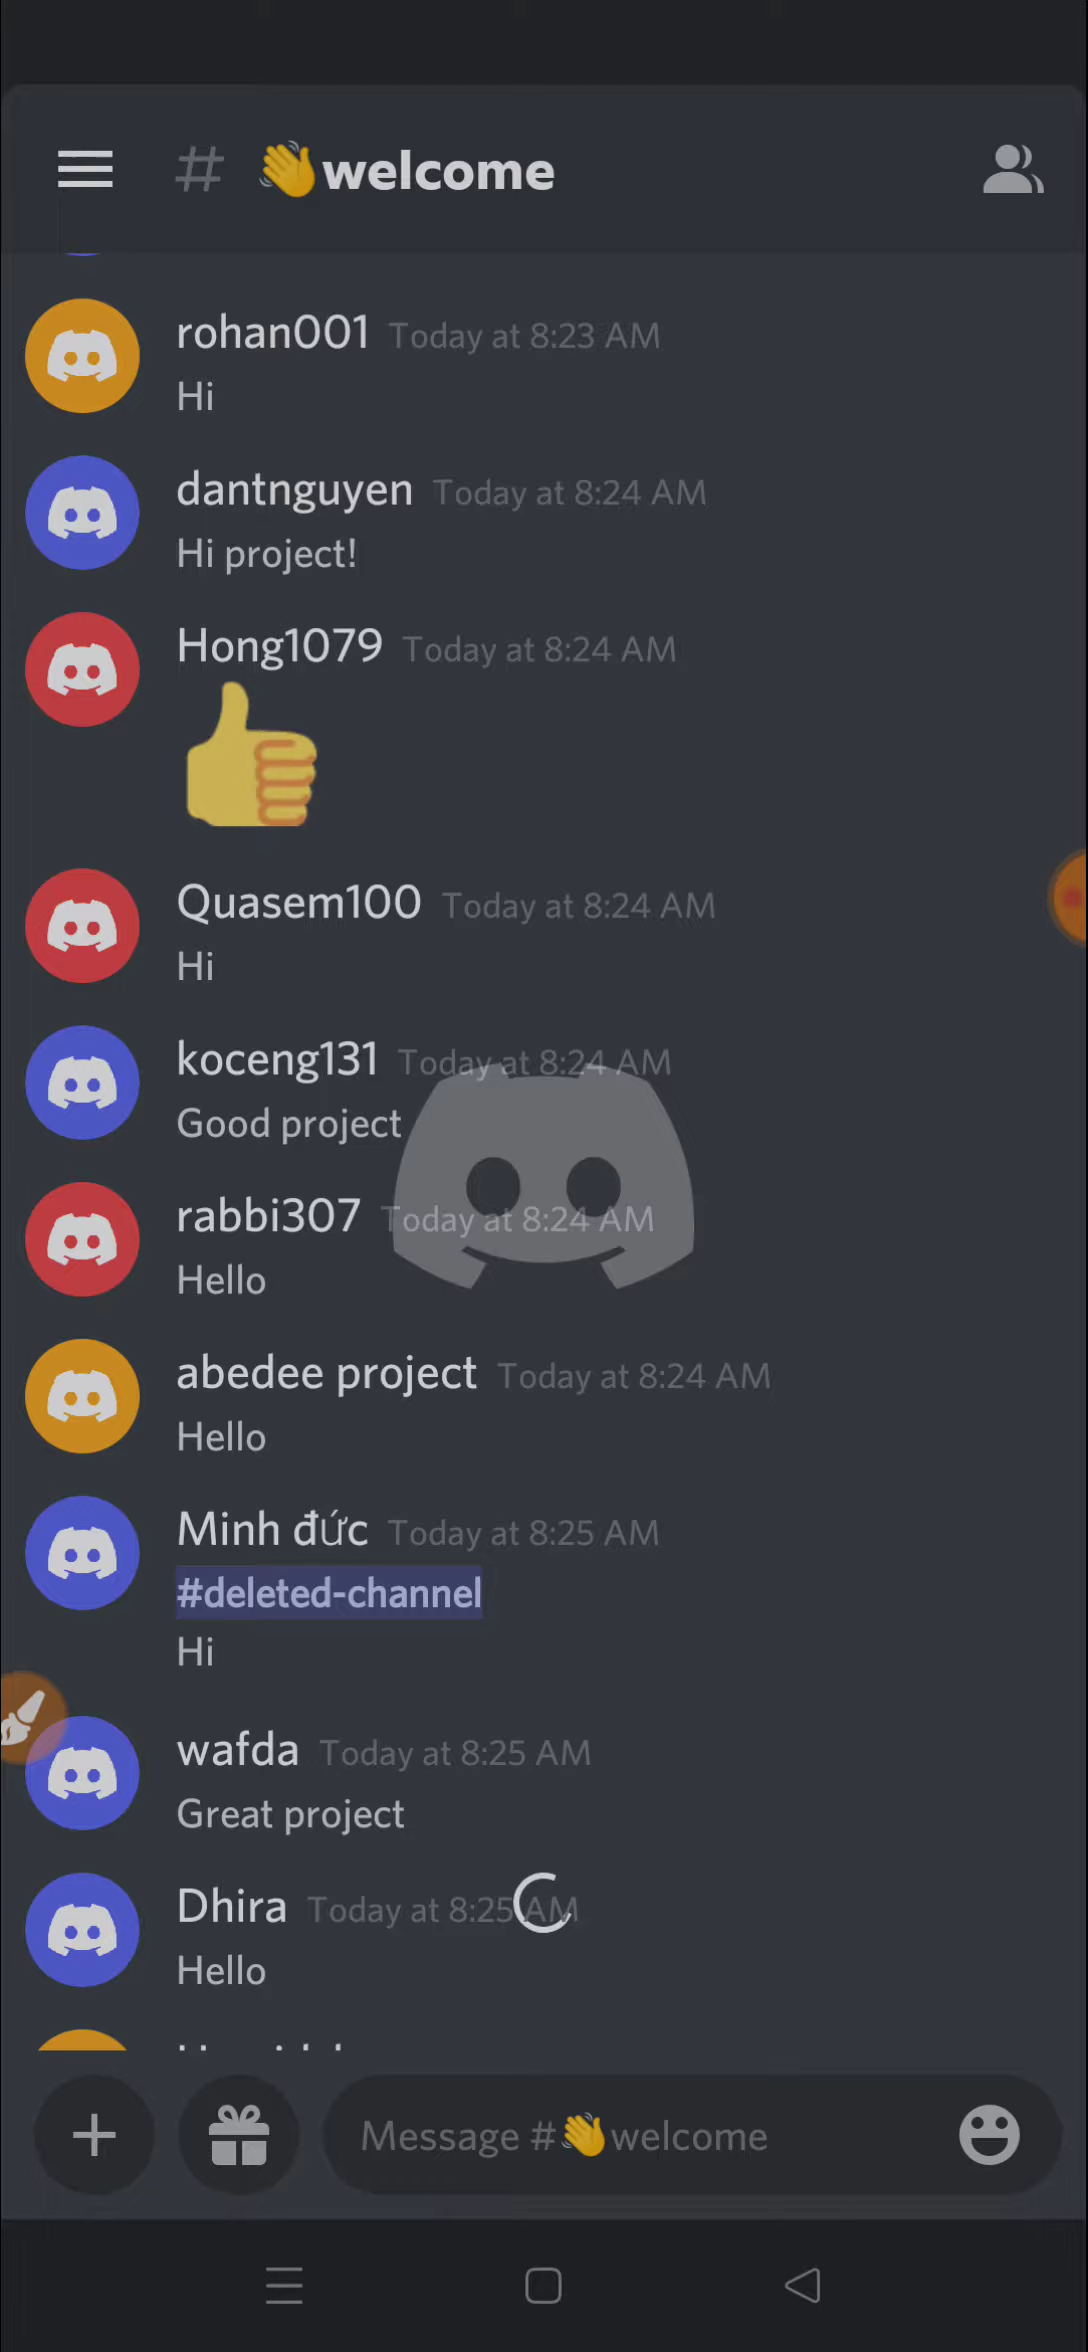 # 👋welcome
rohan001 Today at 8:23 AM
Hi
dantnguyen Today at 8:24 AM
Hi project!
Hong1079 Today at 8:24 AM
👍
Quasem100 Today at 8:24 AM
Hi
koceng131 Today at 8:24 AM
Good project
rabbi307 Today at 8:24 AM
Hello
abedee project Today at 8:24 AM
Hello
Minh đức Today at 8:25 AM
#deleted-channel
Hi
wafda Today at 8:25 AM
Great project
Dhira Today at 8:25 AM
Hello
Message #👋welcome